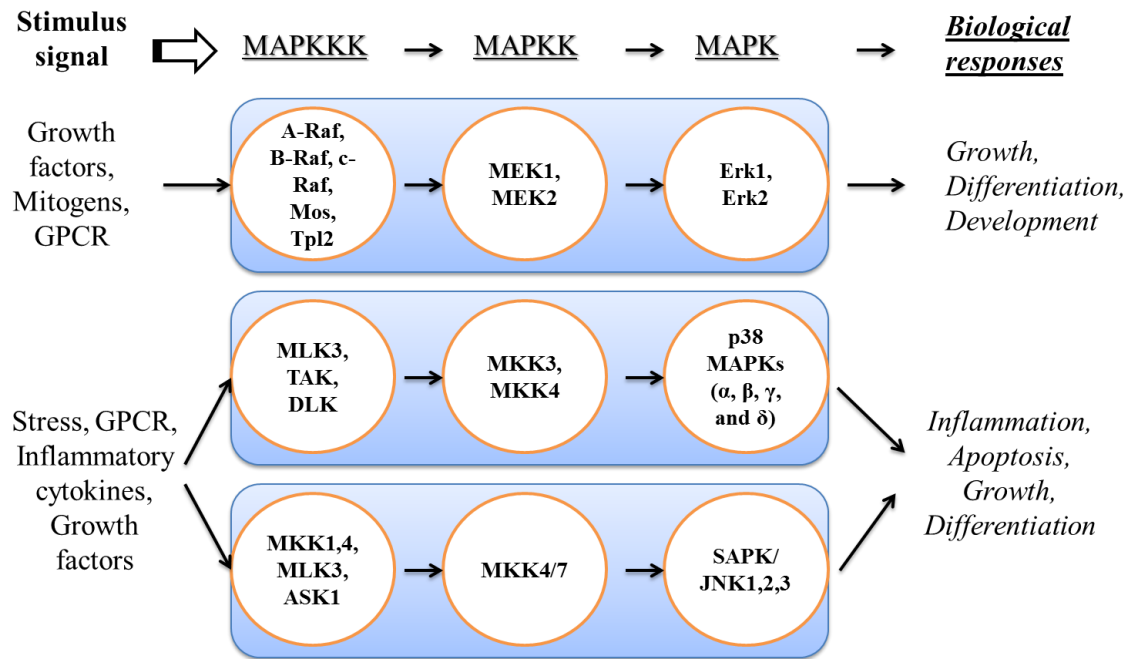 Stimulus
signal
MAPKKK
MAPKK
MAPK
Biological
responses
Growth
factors,
Mitogens,
GPCR
A-Raf,
B-Raf, c-
Raf,
Mos,
Tpl2
MEK1,
MEK2
Erk1,
Erk2
Growth,
Differentiation,
Development
Stress, GPCR,
Inflammatory
cytokines,
Growth
factors
MLK3,
TAK,
DLK
MKK3,
MKK4
p38
MAPKs
(α, β, γ,
and δ)
MKK1,4,
MLK3,
ASK1
MKK4/7
SAPK/
JNK1,2,3
Inflammation,
Apoptosis,
Growth,
Differentiation